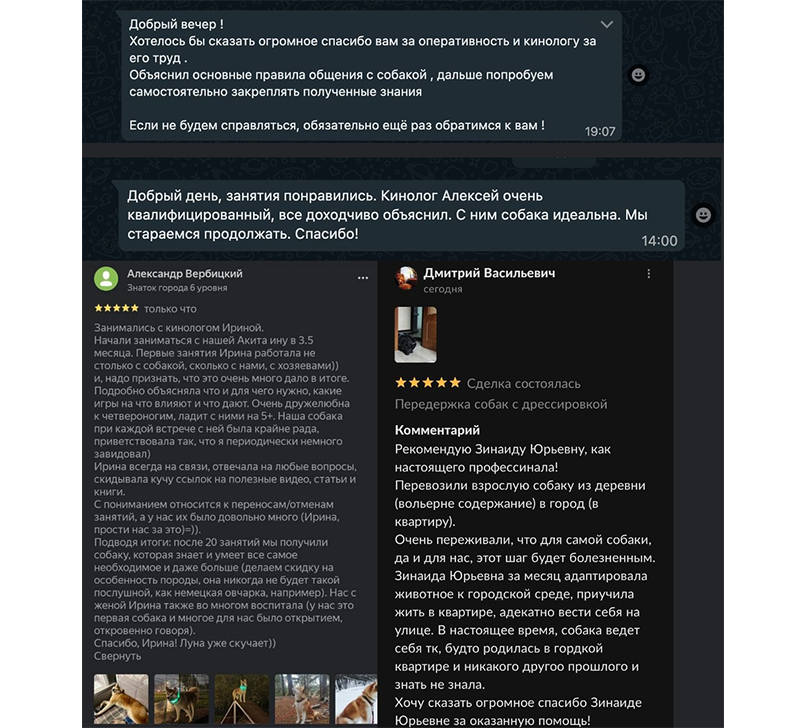 Добрый вечер !
Хотелось бы сказать огромное спасибо вам за оперативность и кинологу за
его труд .
Объяснил основные правила общения с собакой , дальше попробуем
самостоятельно закреплять полученные знания
Если не будем справляться, обязательно ещё раз обратимся к вам !
19:07
Добрый день, занятия понравились. Кинолог Алексей очень
квалифицированный, все доходчиво объяснил. С ним собака идеальна. Мы
стараемся продолжать. Спасибо!
14:00
Александр Вербицкий
Знаток города 6 уровня
только что
Занимались с кинологом Ириной.
Начали заниматься с нашей Акита ину в 3.5
месяца. Первые занятия Ирина работала не
столько с собакой, сколько с нами, с хозяевами))
и, надо признать, что это очень много дало в итоге.
Подробно объясняла что и для чего нужно, какие
игры на что влияют и что дают. Очень дружелюбна
к четвероногим, ладит с ними на 5+. Наша собака
при каждой встрече с ней была крайне рада,
приветствовала так, что я периодически немного
завидовал)
Ирина всегда на связи, отвечала на любые вопросы,
скидывала кучу ссылок на полезные видео, статьи и
книги.
С пониманием относится к переносам/отменам
занятий, а у нас их было довольно много (Ирина,
прости нас за это)=)).
Подводя итоги: после 20 занятий мы получили
собаку, которая знает и умеет все самое
необходимое и даже больше (делаем скидку на
особенность породы, она никогда не будет такой
послушной, как немецкая овчарка, например). Нас с
женой Ирина также во многом воспитала (у нас это
первая собака и многое для нас было открытием,
откровенно говоря).
Спасибо, Ирина! Луна уже скучает))
Свернуть
Дмитрий Васильевич
сегодня
Сделка состоялась
Передержка собак с дрессировкой
Комментарий
Рекомендую Зинаиду Юрьевну, как
настоящего профессинала!
Перевозили взрослую собаку из деревни
(вольерне содержание) в город (в
квартиру).
Очень переживали, что для самой собаки,
да и для нас, этот шаг будет болезненным.
Зинаида Юрьевна за месяц адаптировала
животное к городской среде, приучила
жить в квартире, адекатно вести себя на
улице. В настоящее время, собака ведет
себя тк, будто родилась в гордкой
квартире и никакого другоо прошлого и
знать не знала.
Хочу сказать огромное спасибо Зинаиде
Юрьевне за оказанную помощь!